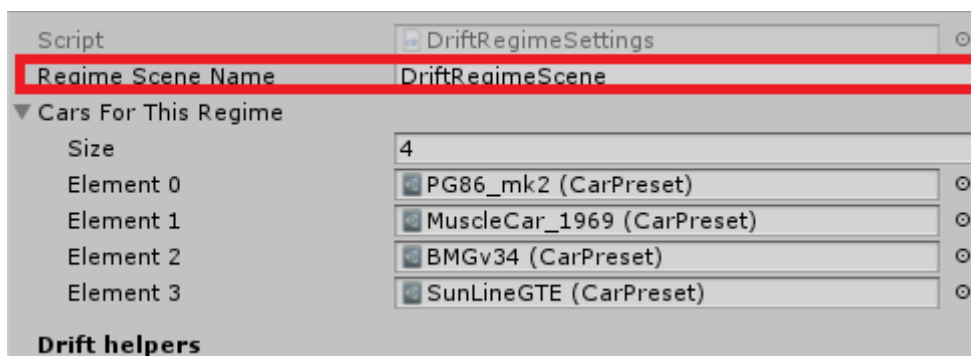 Script DriftRegimeSettings
Regime Scene Name DriftRegimeScene
Cars For This Regime
Size 4
Element 0 PG86_mk2 (CarPreset)
Element 1 MuscleCar_1969 (CarPreset)
Element 2 BMGv34 (CarPreset)
Element 3 SunLineGTE (CarPreset)
Drift helpers